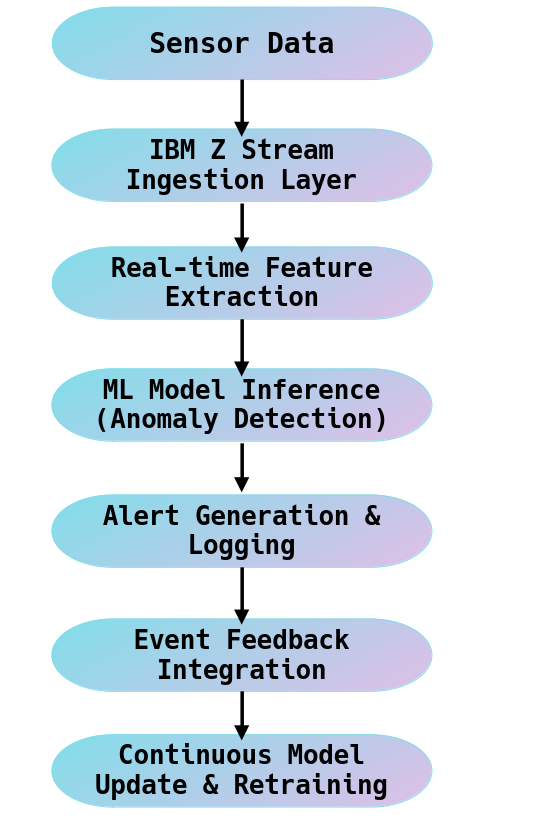 Sensor Data
IBM Z Stream
Ingestion Layer
Real-time Feature
Extraction
ML Model Inference
(Anomaly Detection)
Alert Generation &
Logging
Event Feedback
Integration
Continuous Model
Update & Retraining